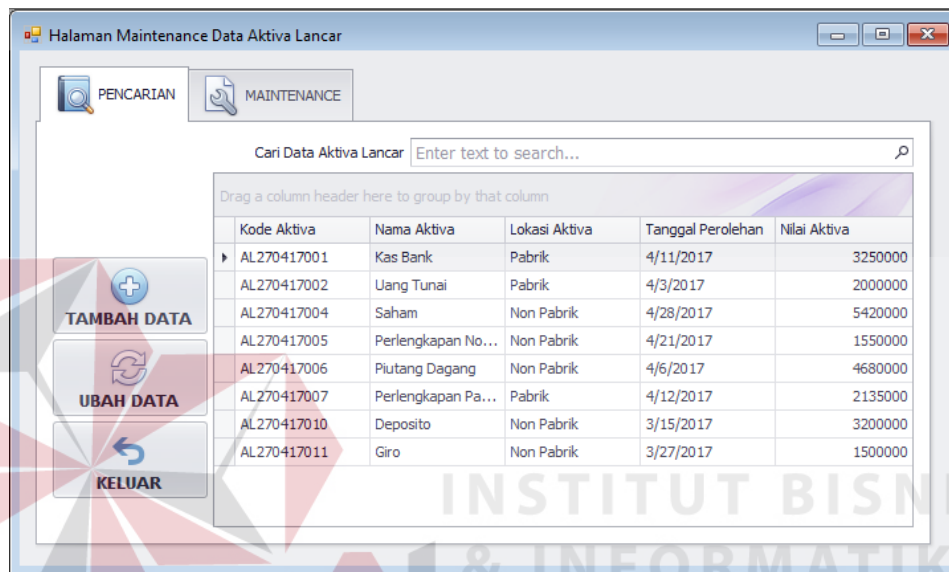 Halaman Maintenance Data Aktiva Lancar
PENCARIAN MAINTENANCE
Cari Data Aktiva Lancar Enter text to search...
Drag a column header here to group by that column
Kode Aktiva Nama Aktiva Lokasi Aktiva Tanggal Perolehan Nilai Aktiva
AL270417001 Kas Bank Pabrik 4/11/2017 3250000
AL270417002 Uang Tunai Pabrik 4/3/2017 2000000
AL270417004 Saham Non Pabrik 4/28/2017 5420000
AL270417005 Perlengkapan No... Non Pabrik 4/21/2017 1550000
AL270417006 Piutang Dagang Non Pabrik 4/6/2017 4680000
AL270417007 Perlengkapan Pa... Pabrik 4/12/2017 2135000
AL270417010 Deposito Non Pabrik 3/15/2017 3200000
AL270417011 Giro Non Pabrik 3/27/2017 1500000
TAMBAH DATA
UBAH DATA
KELUAR
INSTITUT BISNI
& INFORMATIK